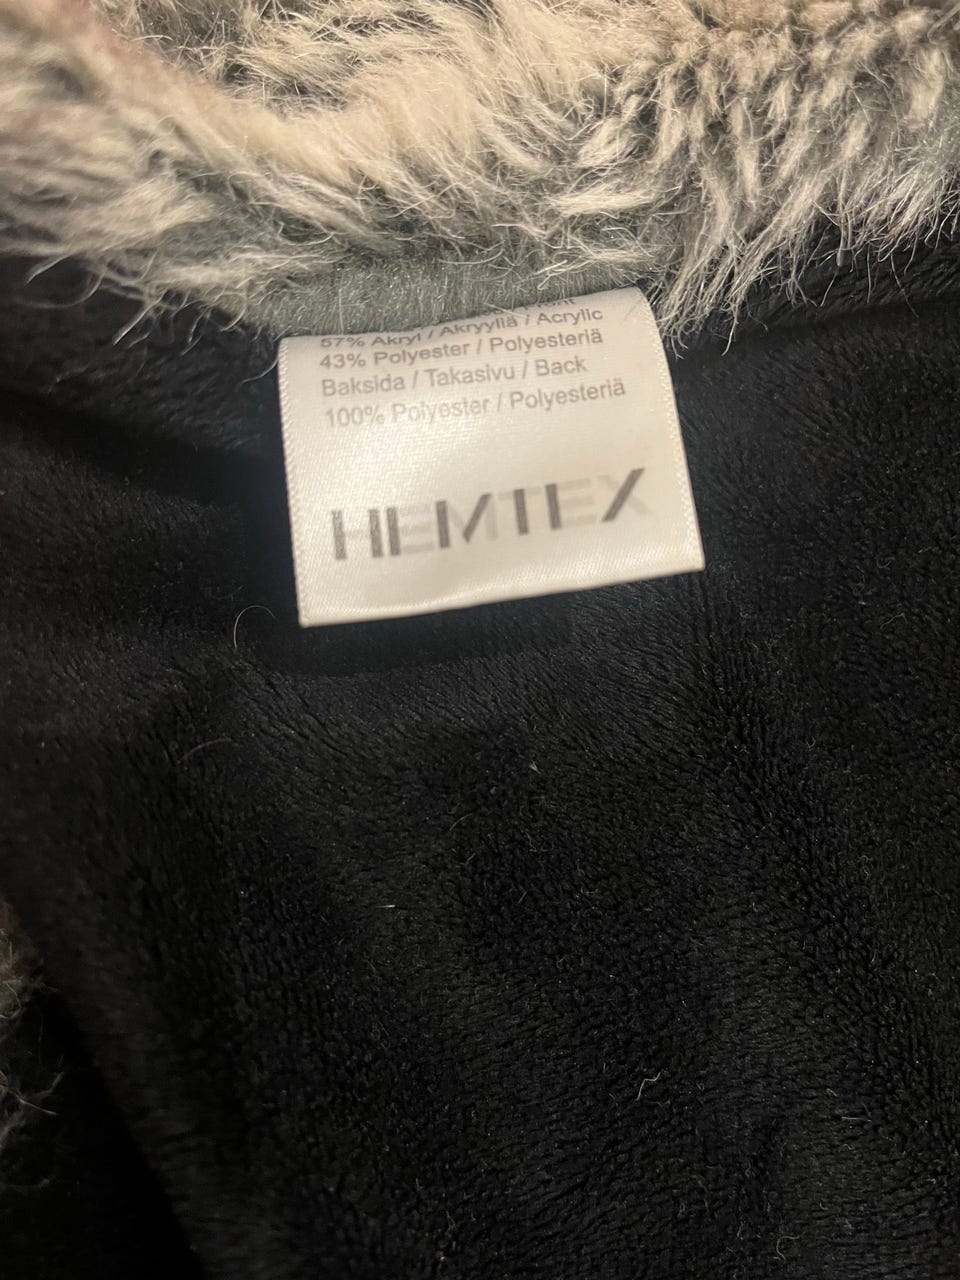 57% Akryl / Akryyliä / Acrylic
43% Polyester / Polyesteriä
Baksida / Takasivu / Back
100% Polyester / Polyesteriä
HEMTEX